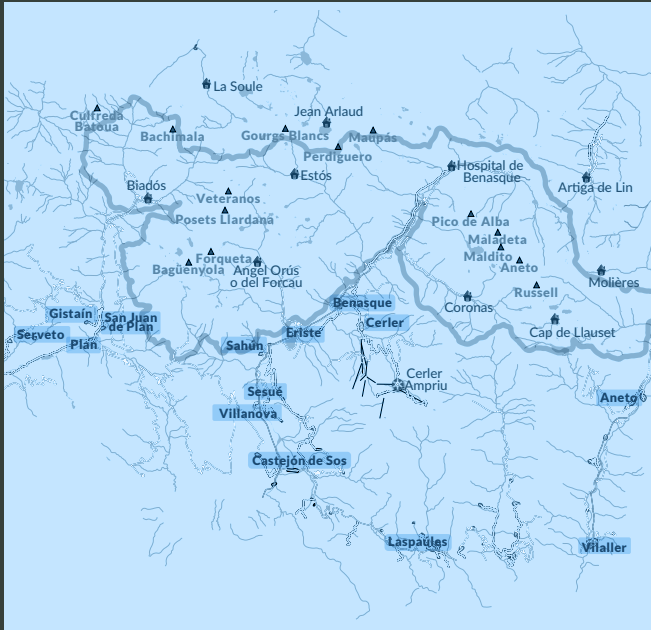 La Soule
Culfreda
Batoua
Jean Arlaud
Bachimala
Gourgs Blancs
Maupás
Perdiguero
Estós
Hospital de
Benasque
Biadós
Artiga de Lin
Veteranos
Posets Llardana
Pico de Alba
Maladeta
Maldito
Aneto
Forqueta
Bagüenyola
Angel Orús
o del Forcau
Molières
Russell
Coronas
Benasque
Gistaín
San Juan
de Plan
Cerler
Serveto
Plan
Eriste
Sahún
Cap de Llauset
Cerler
Ampriu
Sesué
Aneto
Villanova
Castejón de Sos
Laspaúles
Vilaller